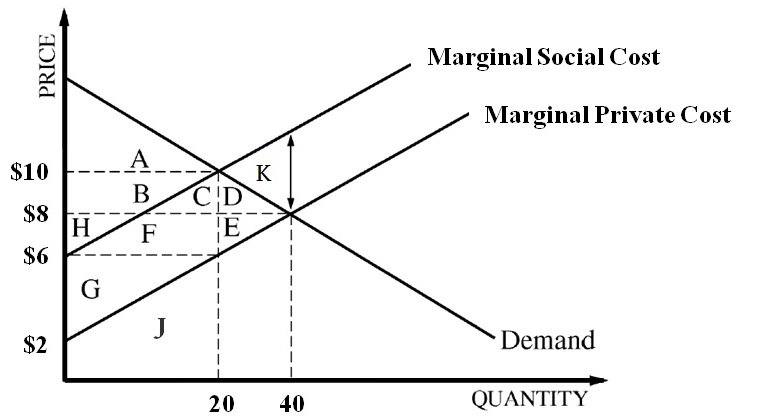 Marginal Social Cost
PRICE
Marginal Private Cost
A
$10
K
B
C
D
$8
H
F
E
$6
G
J
$2
Demand
20
40
QUANTITY